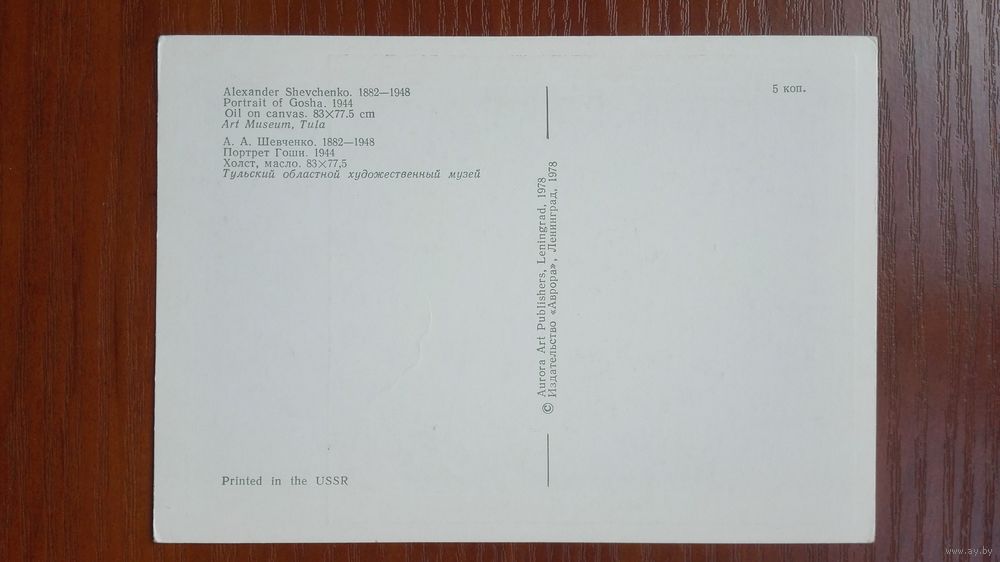 Alexander Shevchenko. 1882—1948
Portrait of Gosha. 1944
Oil on canvas. 83×77.5 cm
Art Museum, Tula
А. А. Шевченко. 1882—1948
Портрет Гоши. 1944
Холст, масло. 83×77,5
Тульский областной художественный музей
Printed in the USSR
© Aurora Art Publishers, Leningrad, 1978
Издательство «Аврора», Ленинград, 1978
5 коп.
www.ay.by